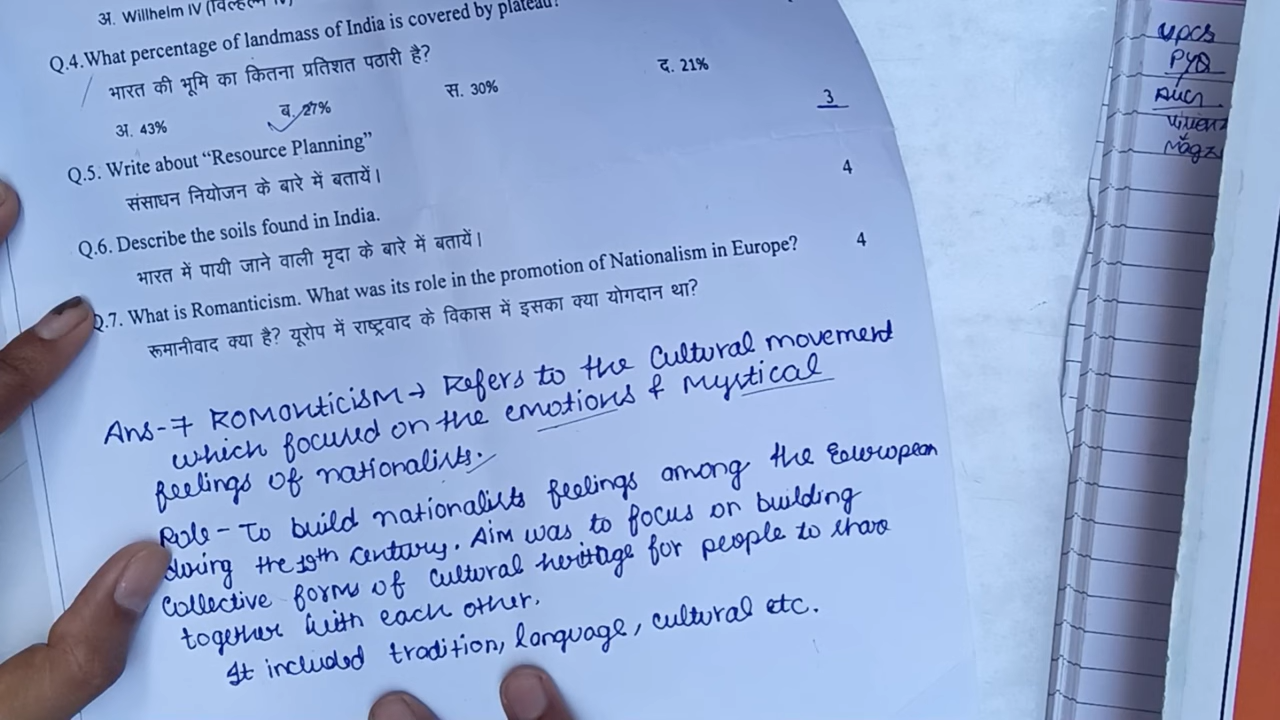 अ. Willhelm IV (विल्हेल्म IV)
Q.4.What percentage of landmass of India is covered by plateau?
भारत की भूमि का कितना प्रतिशत पठारी है?
अ. 43% ब. 27% स. 30% द. 21%
Q.5. Write about “Resource Planning” 3
संसाधन नियोजन के बारे में बतायें।
Q.6. Describe the soils found in India. 4
भारत में पायी जाने वाली मृदा के बारे में बतायें।
Q.7. What is Romanticism. What was its role in the promotion of Nationalism in Europe? 4
रूमानीवाद क्या है? यूरोप में राष्ट्रवाद के विकास में इसका क्या योगदान था?
Ans-7 Romanticism → Refers to the cultural movement
which focused on the emotions & Mystical
feelings of nationalists.
Role - To build nationalists feelings among the Eauropean
during the 19th century. Aim was to focus on building
collective forms of cultural heritage for people to share
together with each other.
It included tradition, language, cultural etc.
upcs
PYQ